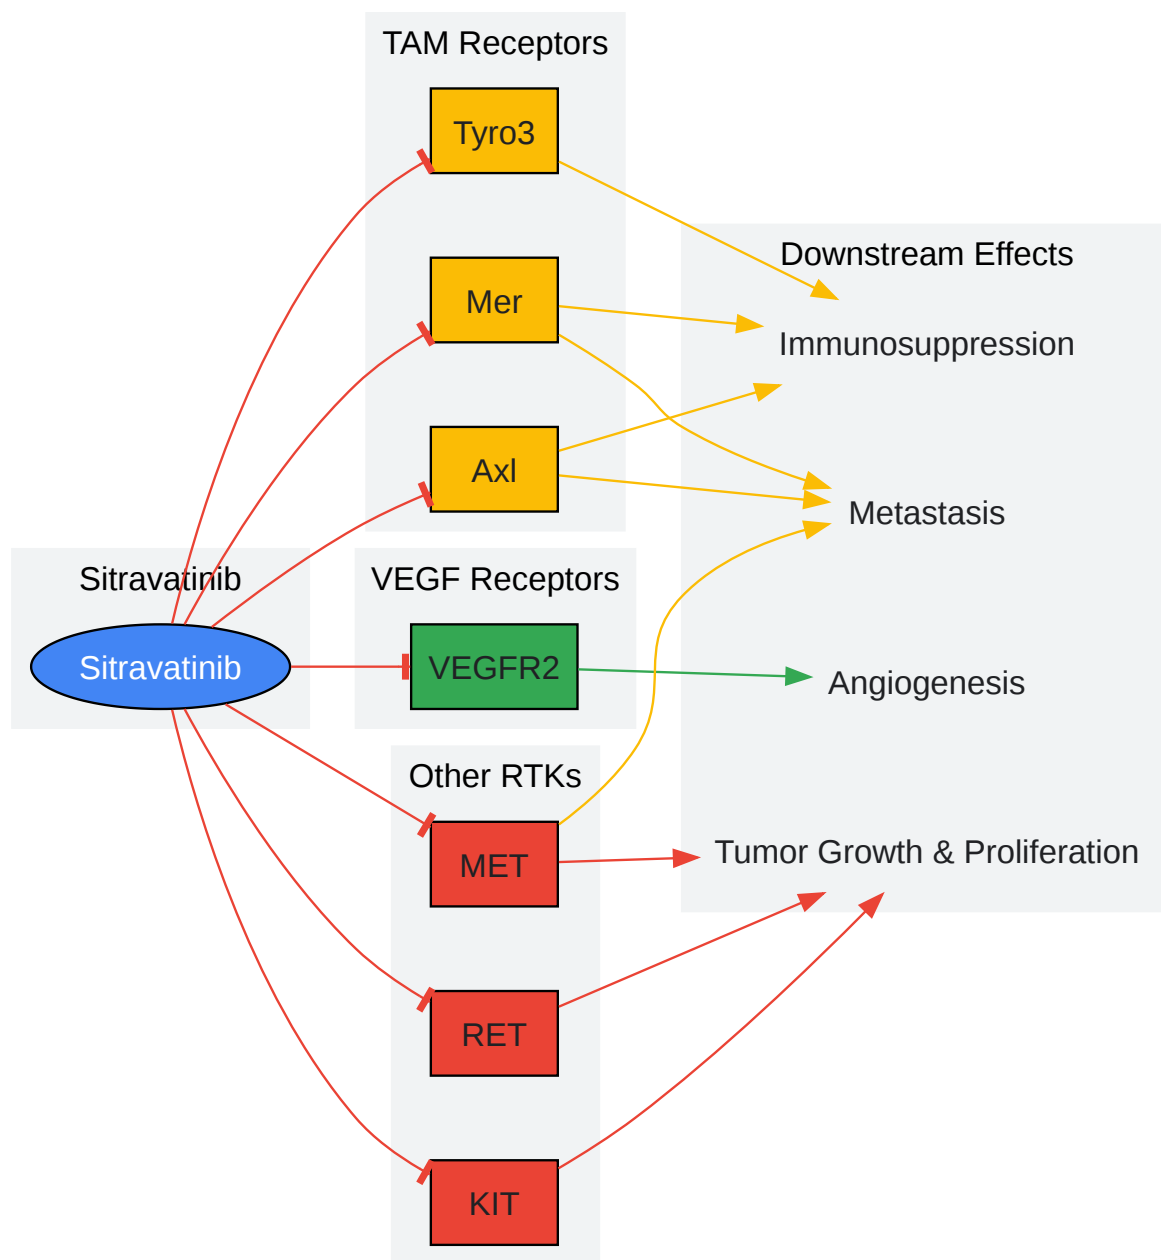 TAM Receptors
Tyro3
Mer
Axl
Sitravatinib
Sitravatinib
VEGF Receptors
VEGFR2
Other RTKs
MET
RET
KIT
Downstream Effects
Immunosuppression
Metastasis
Angiogenesis
Tumor Growth & Proliferation